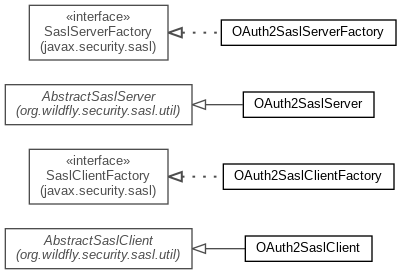 «interface»
SaslServerFactory
(javax.security.sasl)
OAuth2SaslServerFactory
AbstractSaslServer
(org.wildfly.security.sasl.util)
OAuth2SaslServer
«interface»
SaslClientFactory
(javax.security.sasl)
OAuth2SaslClientFactory
AbstractSaslClient
(org.wildfly.security.sasl.util)
OAuth2SaslClient